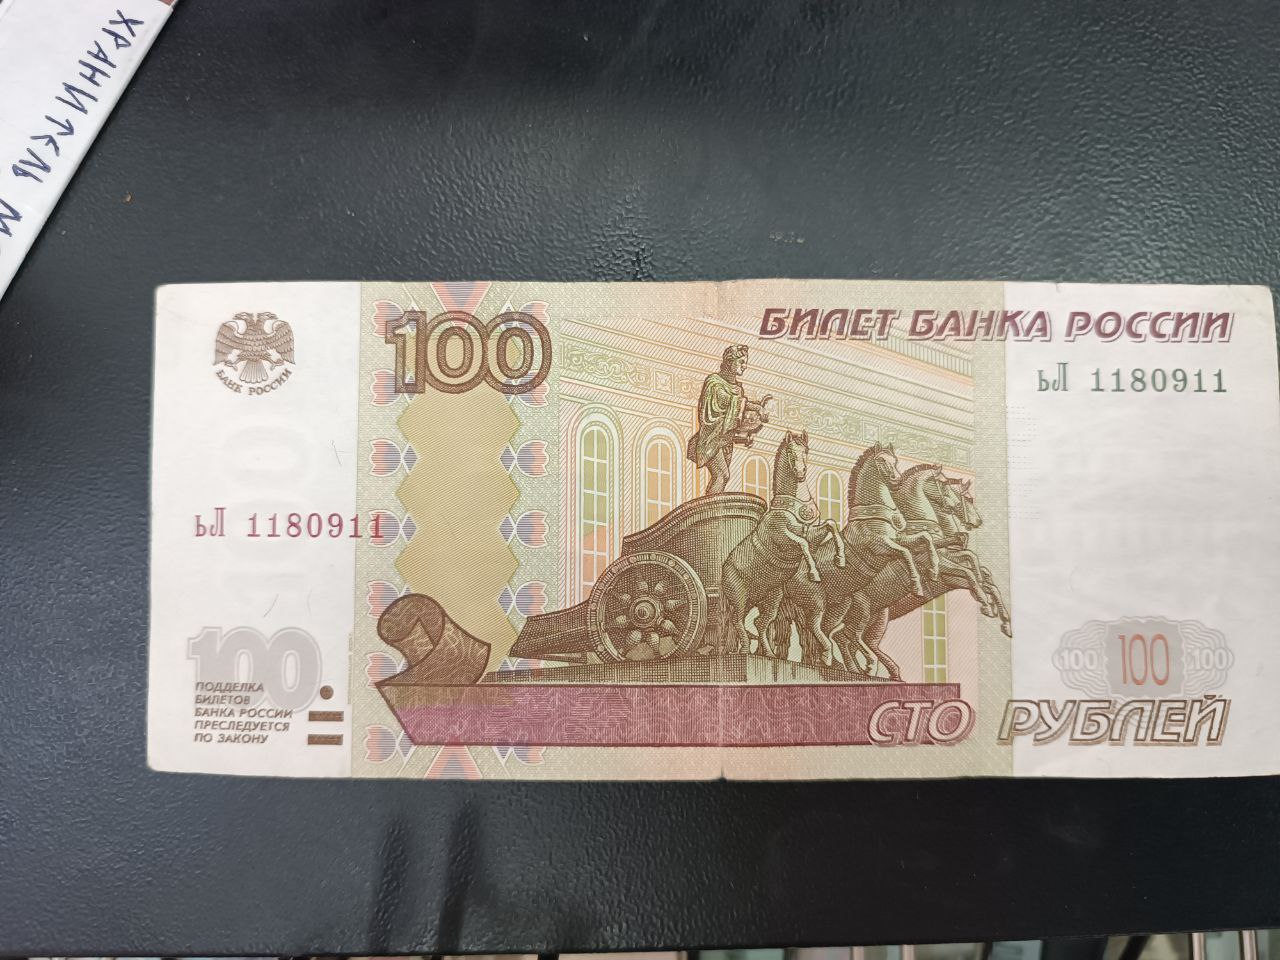 ХРАНИТЕЛЬ
100
БИЛЕТ БАНКА РОССИИ
БАНК РОССИИ
ьЛ 1180911
ьЛ 1180911
100
ПОДДЕЛКА
БИЛЕТОВ
БАНКА РОССИИ
ПРЕСЛЕДУЕТСЯ
ПО ЗАКОНУ
100 100 100
СТО РУБЛЕЙ